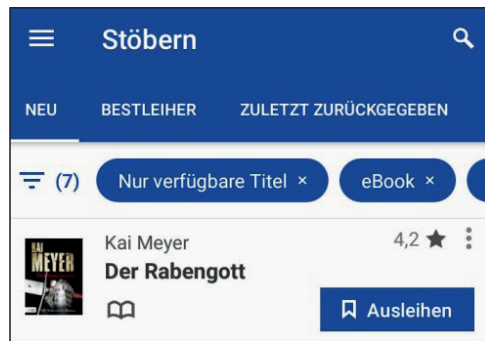 Stöbern
NEU BESTLEIHER ZULETZT ZURÜCKGEGEBEN
(7) Nur verfügbare Titel × eBook ×
Kai Meyer 4,2 ★
Der Rabengott
KAI
MEYER
Ausleihen